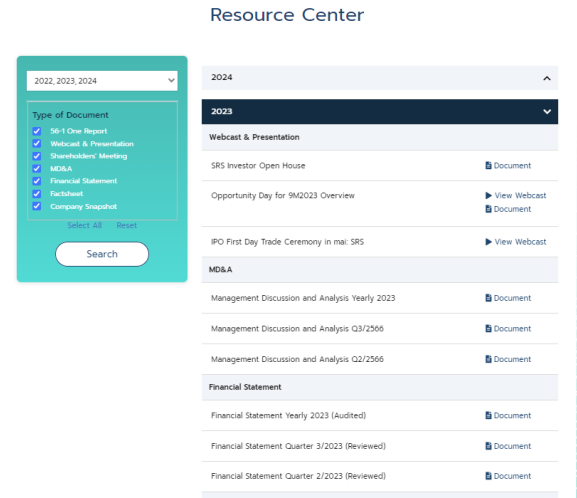 Resource Center
2022, 2023, 2024
Type of Document
56-1 One Report
Webcast & Presentation
Shareholders' Meeting
MD&A
Financial Statement
Factsheet
Company Snapshot
Select All Reset
Search
2024
2023
Webcast & Presentation
SRS Investor Open House Document
Opportunity Day for 9M2023 Overview View Webcast
Document
IPO First Day Trade Ceremony in mai: SRS View Webcast
MD&A
Management Discussion and Analysis Yearly 2023 Document
Management Discussion and Analysis Q3/2566 Document
Management Discussion and Analysis Q2/2566 Document
Financial Statement
Financial Statement Yearly 2023 (Audited) Document
Financial Statement Quarter 3/2023 (Reviewed) Document
Financial Statement Quarter 2/2023 (Reviewed) Document